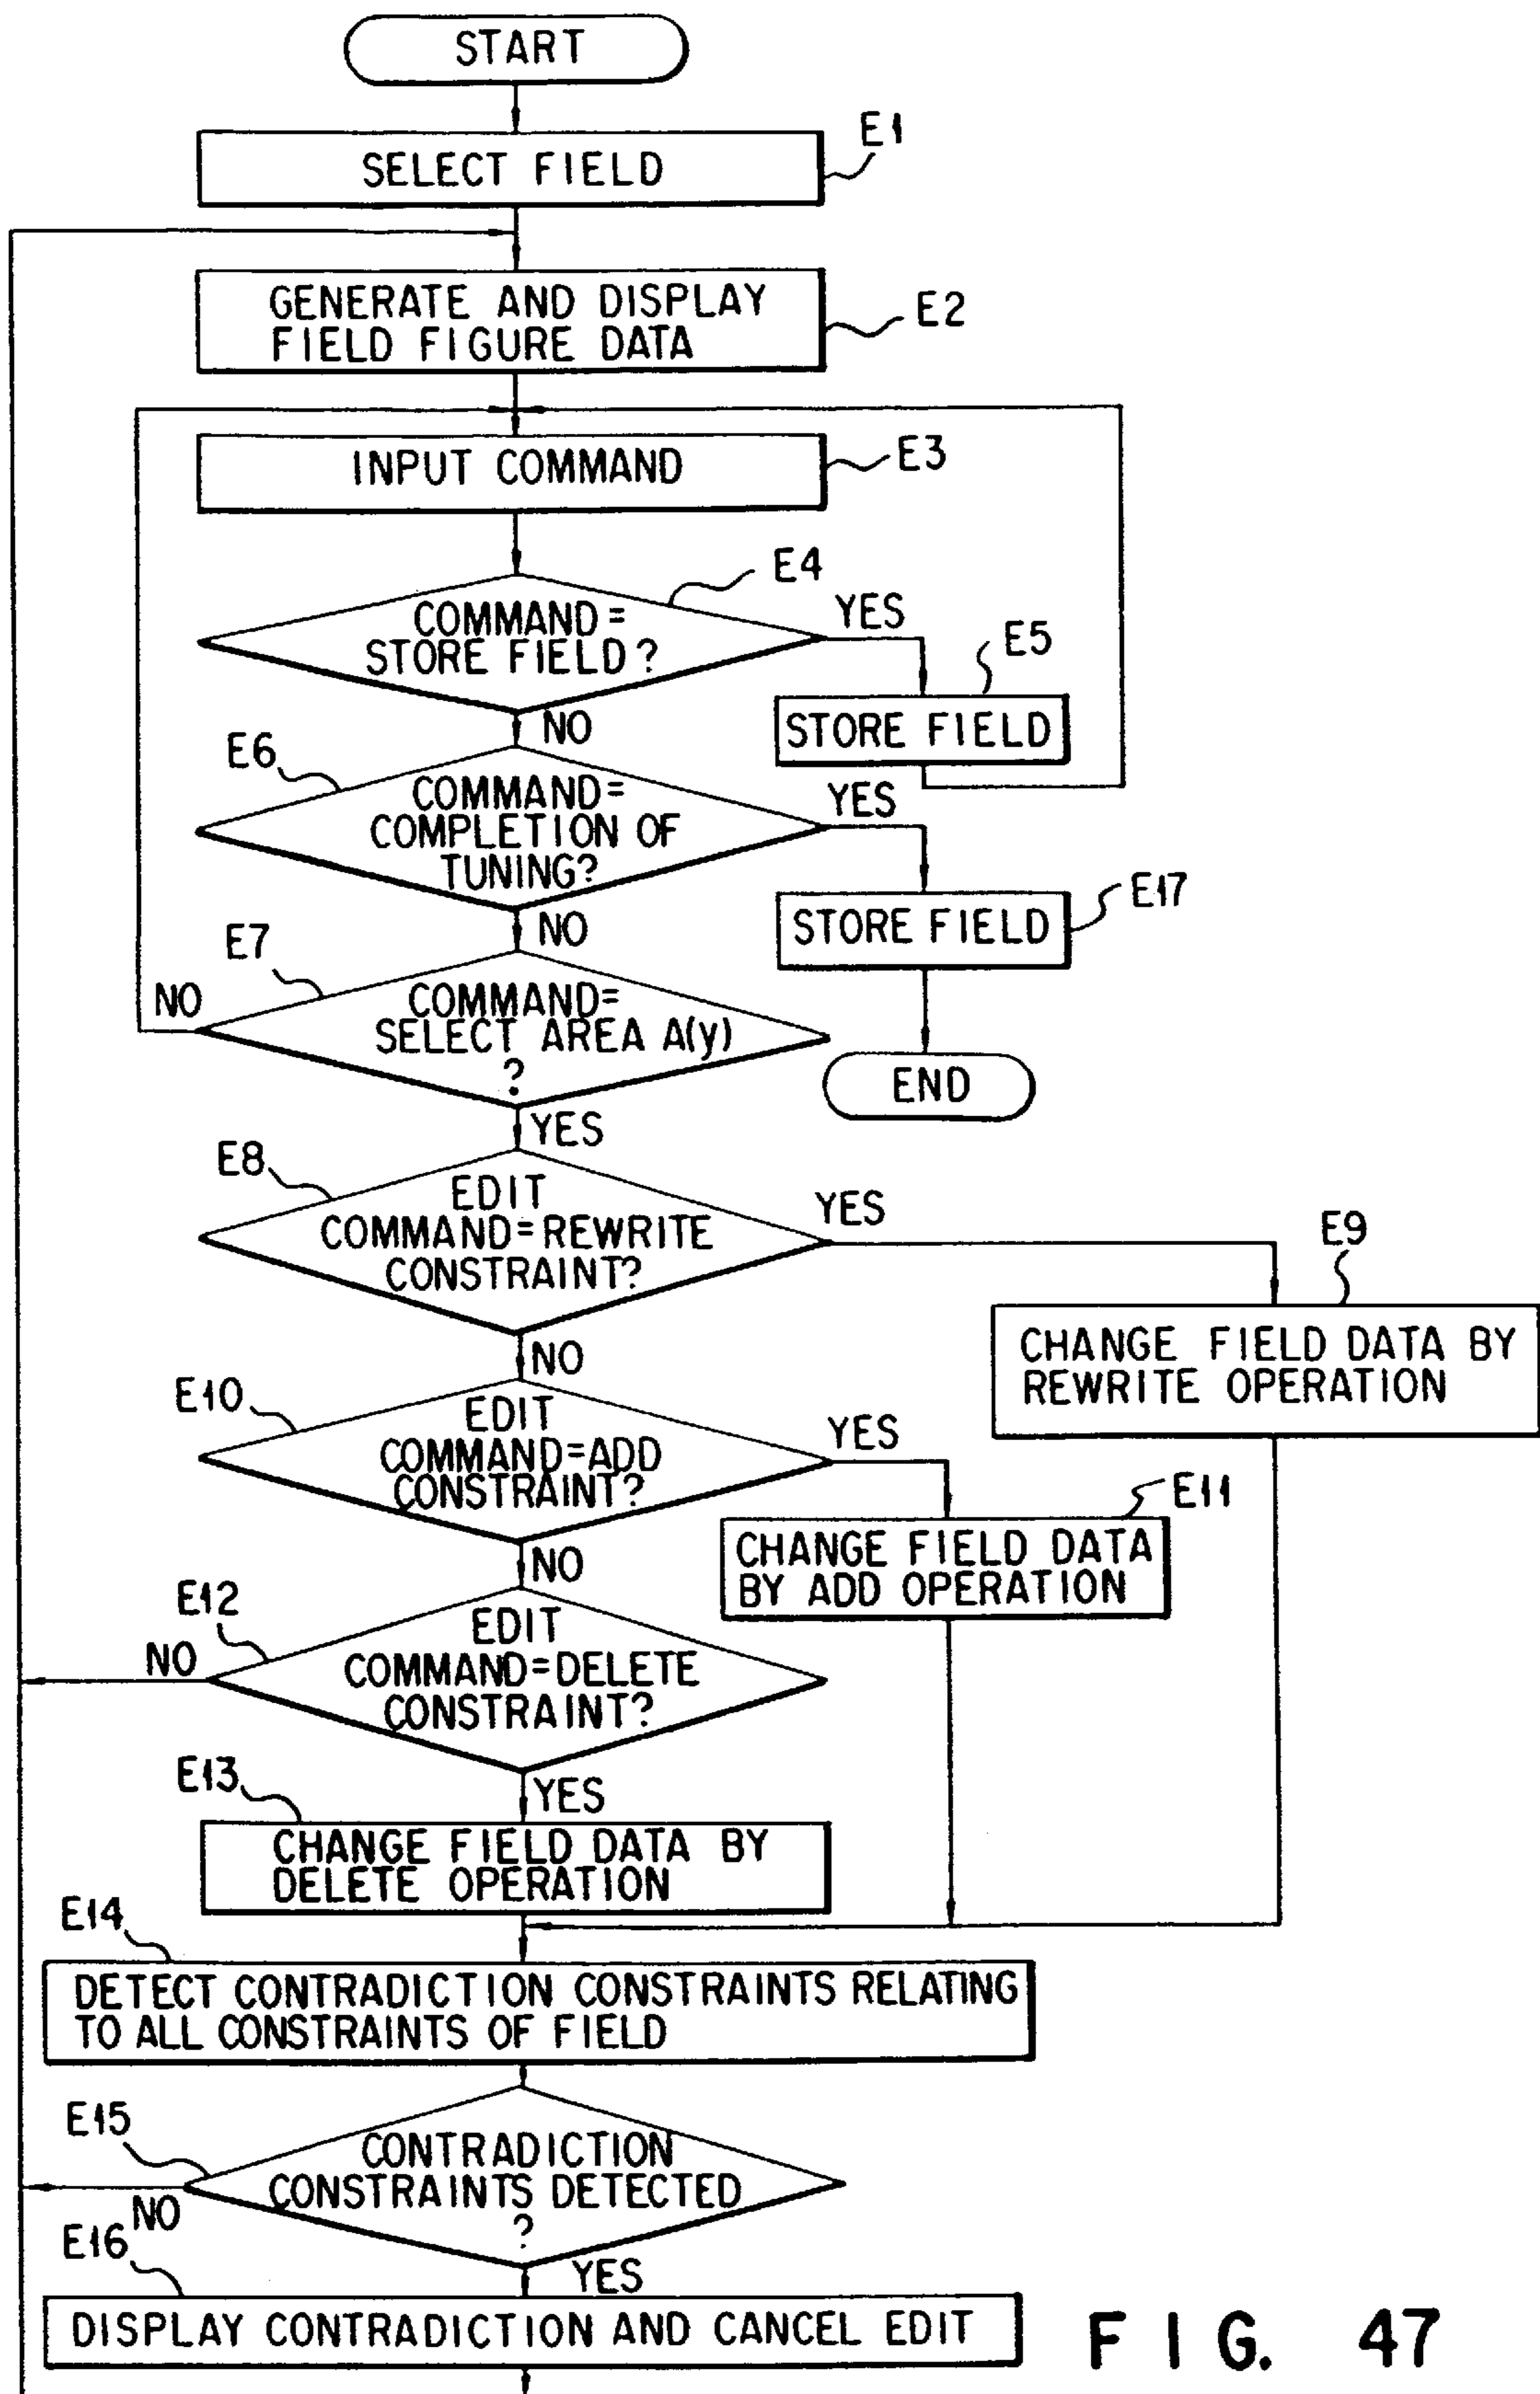 START
E1
SELECT FIELD
GENERATE AND DISPLAY
FIELD FIGURE DATA
E2
INPUT COMMAND
E3
E4
COMMAND=
STORE FIELD?
YES
E5
STORE FIELD
NO
E6
COMMAND=
COMPLETION OF
TUNING?
YES
E17
STORE FIELD
NO
E7
NO
COMMAND=
SELECT AREA A(y)
?
END
YES
E8
EDIT
COMMAND=REWRITE
CONSTRAINT?
YES
E9
CHANGE FIELD DATA BY
REWRITE OPERATION
NO
E10
EDIT
COMMAND=ADD
CONSTRAINT?
YES
E11
CHANGE FIELD DATA
BY ADD OPERATION
NO
E12
NO
EDIT
COMMAND=DELETE
CONSTRAINT?
E13
YES
CHANGE FIELD DATA BY
DELETE OPERATION
E14
DETECT CONTRADICTION CONSTRAINTS RELATING
TO ALL CONSTRAINTS OF FIELD
E15
CONTRADICTION
CONSTRAINTS DETECTED
?
NO
E16
YES
DISPLAY CONTRADICTION AND CANCEL EDIT
FIG. 47